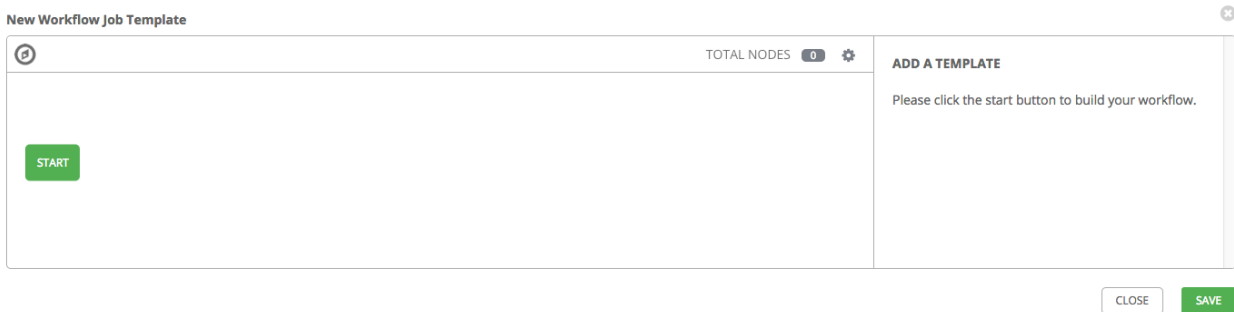 New Workflow Job Template
TOTAL NODES 0
ADD A TEMPLATE
Please click the start button to build your workflow.
START
CLOSE
SAVE